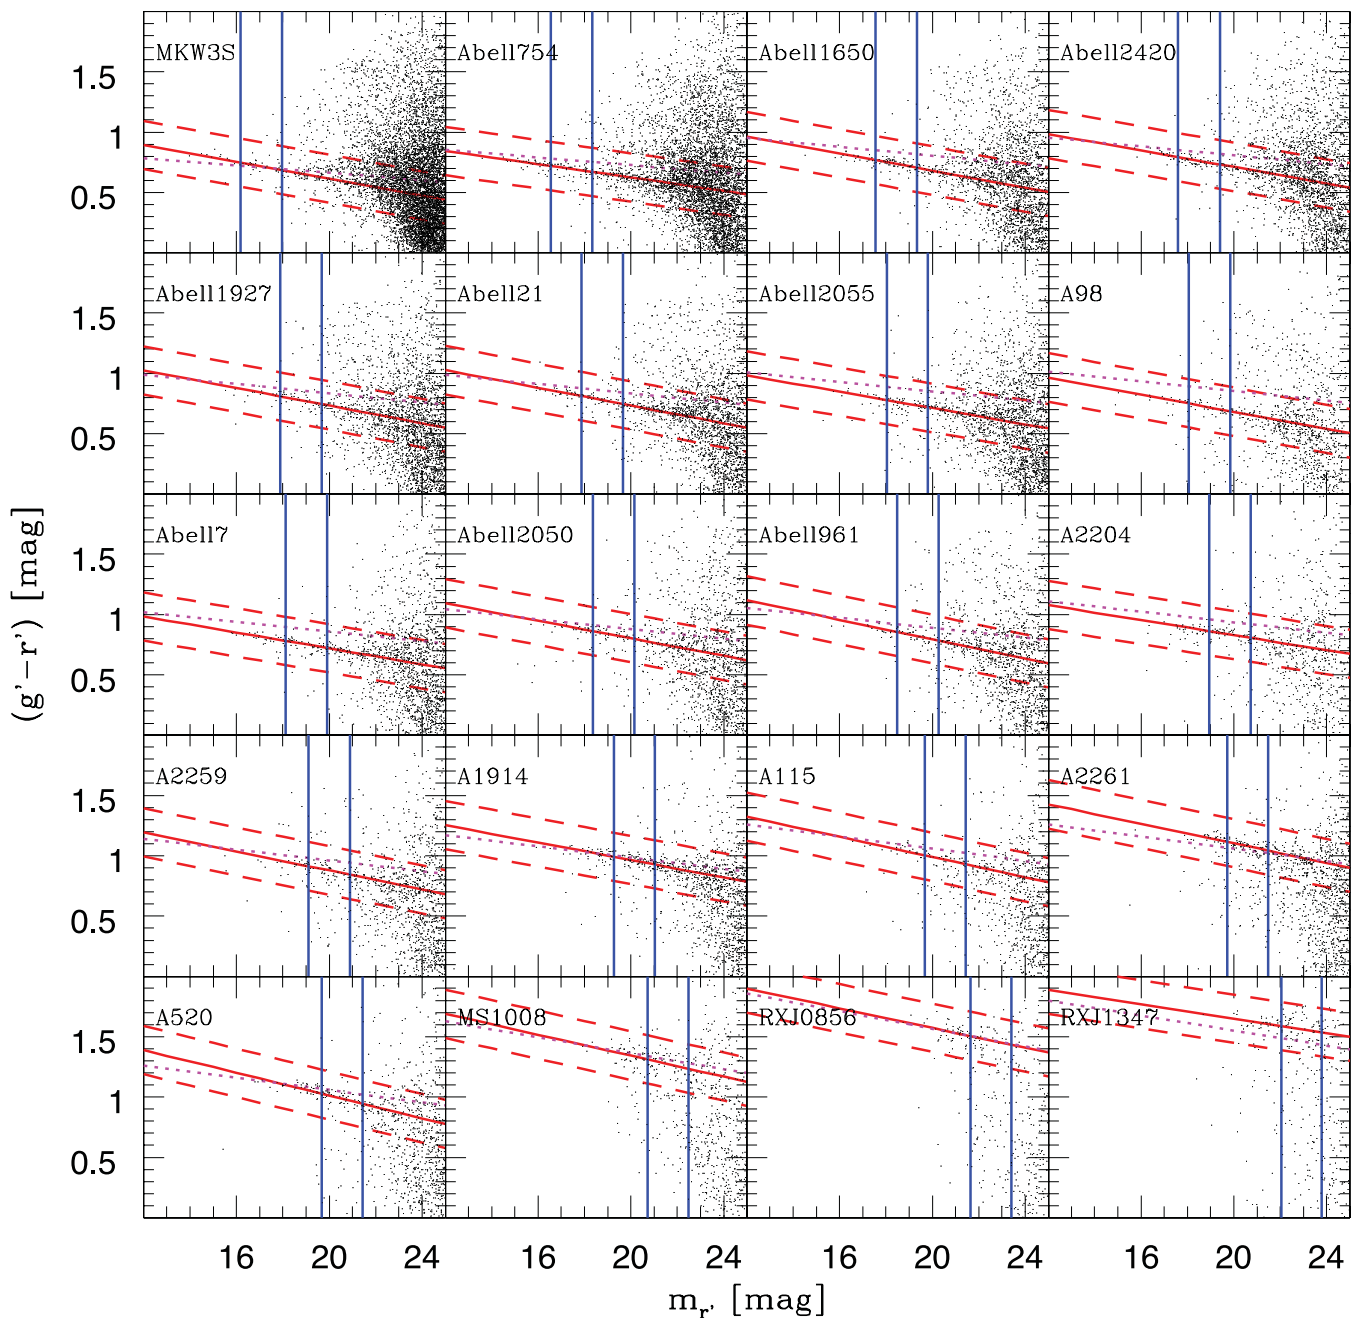 MKW3S Abell754 Abell1650 Abell2420
1.5
1
0.5
Abell1927 Abell21 Abell2055 A98
1.5
1
0.5
Abell7 Abell2050 Abell961 A2204
1.5
1
0.5
A2259 A1914 A115 A2261
1.5
1
0.5
A520 MS1008 RXJ0856 RXJ1347
1.5
1
0.5
(g'−r') [mag]
16 20 24 16 20 24 16 20 24 16 20 24
m_r' [mag]